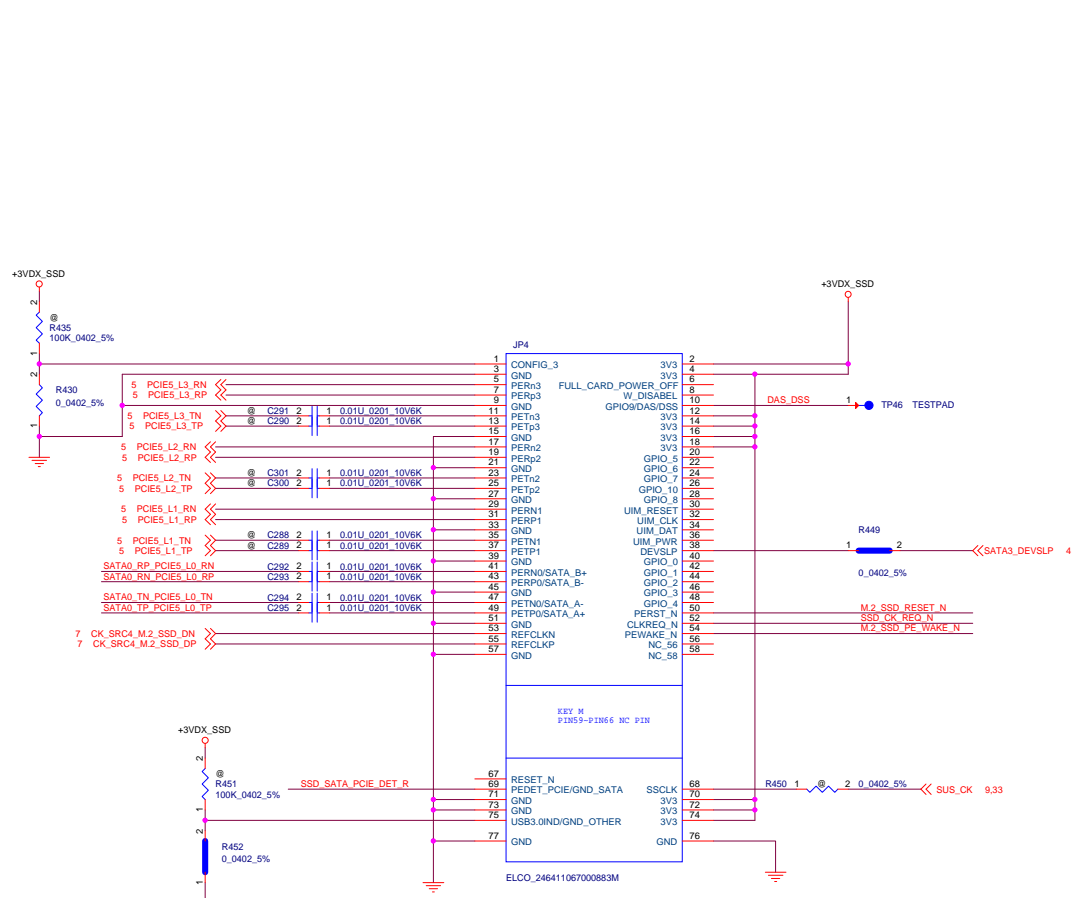 +3VDX_SSD
+3VDX_SSD
2
@
R435
100K_0402_5%
1
2
R430
0_0402_5%
1
JP4
1 CONFIG_3 3V3 2
3 GND 3V3 4
5 PCIE5_L3_RN 5 PERn3 FULL_CARD_POWER_OFF 6
5 PCIE5_L3_RP 7 PERp3 W_DISABEL 8
9 GND GPIO9/DAS/DSS 10 DAS_DSS 1 TP46 TESTPAD
5 PCIE5_L3_TN @ C291 2 1 0.01U_0201_10V6K 11 PETn3 3V3 12
5 PCIE5_L3_TP @ C290 2 1 0.01U_0201_10V6K 13 PETp3 3V3 14
15 GND 3V3 16
5 PCIE5_L2_RN 17 PERn2 3V3 18
5 PCIE5_L2_RP 19 PERp2 GPIO_5 20
21 GND GPIO_6 22
5 PCIE5_L2_TN @ C301 2 1 0.01U_0201_10V6K 23 PETn2 GPIO_7 24
5 PCIE5_L2_TP @ C300 2 1 0.01U_0201_10V6K 25 PETp2 GPIO_10 26
27 GND GPIO_8 28
5 PCIE5_L1_RN 29 PERN1 UIM_RESET 30
5 PCIE5_L1_RP 31 PERP1 UIM_CLK 32
33 GND UIM_DAT 34
5 PCIE5_L1_TN @ C288 2 1 0.01U_0201_10V6K 35 PETN1 UIM_PWR 36
5 PCIE5_L1_TP @ C289 2 1 0.01U_0201_10V6K 37 PETP1 DEVSLP 38 1 R449 2 0_0402_5% SATA3_DEVSLP 4
39 GND GPIO_0 40
SATA0_RP_PCIE5_L0_RN C292 2 1 0.01U_0201_10V6K 41 PERN0/SATA_B+ GPIO_1 42
SATA0_RN_PCIE5_L0_RP C293 2 1 0.01U_0201_10V6K 43 PERP0/SATA_B- GPIO_2 44
45 GND GPIO_3 46
SATA0_TN_PCIE5_L0_TN C294 2 1 0.01U_0201_10V6K 47 PETN0/SATA_A- GPIO_4 48
SATA0_TP_PCIE5_L0_TP C295 2 1 0.01U_0201_10V6K 49 PETP0/SATA_A+ PERST_N 50 M.2_SSD_RESET_N
51 GND CLKREQ_N 52 SSD_CK_REQ_N
7 CK_SRC4_M.2_SSD_DN 53 REFCLKN PEWAKE_N 54 M.2_SSD_PE_WAKE_N
7 CK_SRC4_M.2_SSD_DP 55 REFCLKP NC_56 56
57 GND NC_58 58
KEY M
PIN59-PIN66 NC PIN
+3VDX_SSD
2
@
R451
100K_0402_5%
1
67 RESET_N
SSD_SATA_PCIE_DET_R 69 PEDET_PCIE/GND_SATA SSCLK 68 R450 1 @ 2 0_0402_5% SUS_CK 9,33
71 GND 3V3 70
73 GND 3V3 72
75 USB3.0IND/GND_OTHER 3V3 74
77 GND GND 76
2
R452
0_0402_5%
1
ELCO_246411067000883M